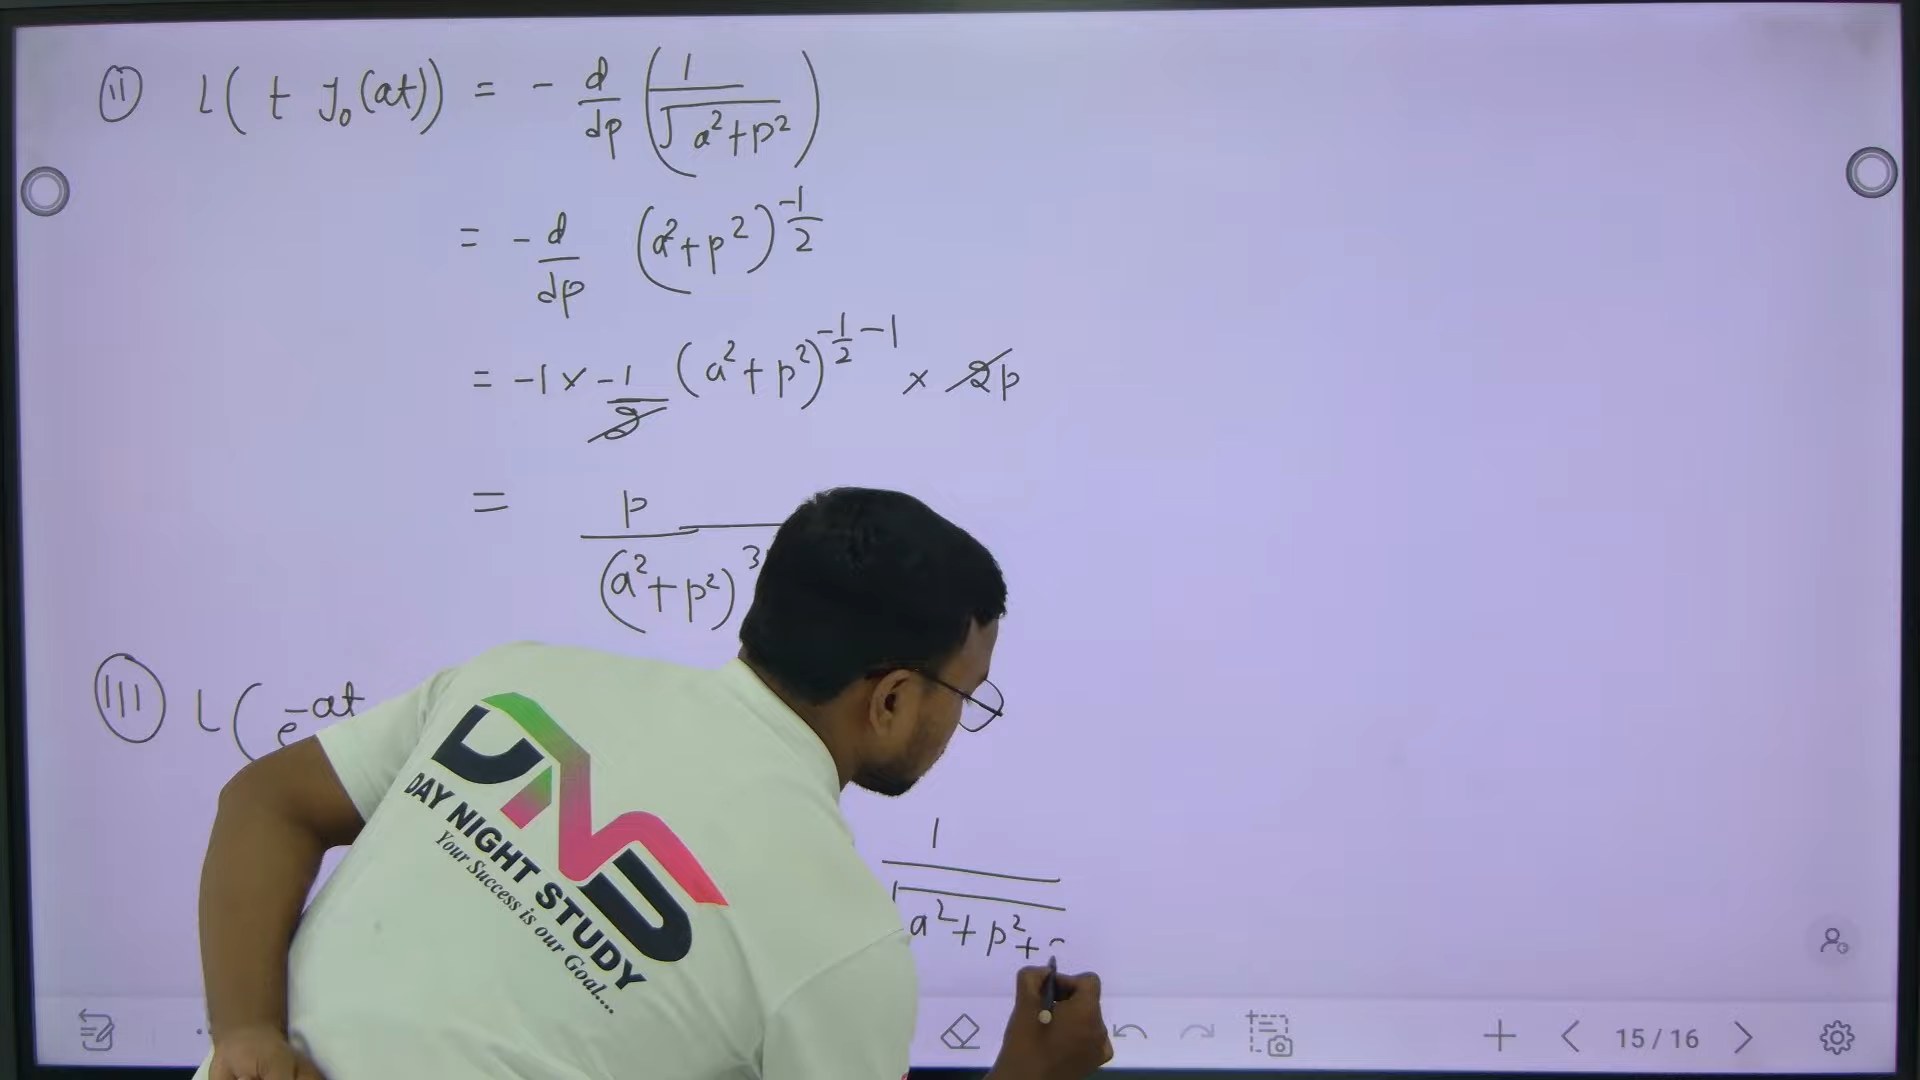 (II) L( t J₀(at)) = - d/dp (1/√a²+p²)
= - d/dp (a²+p²)^-1/2
= -1 × -1/2 (a²+p²)^-1/2 -1 × 2p
= p/(a²+p²)^3
(III) L( e^-at
1/√a²+p²+
DAY NIGHT STUDY
Your Success is our Goal...
15/16